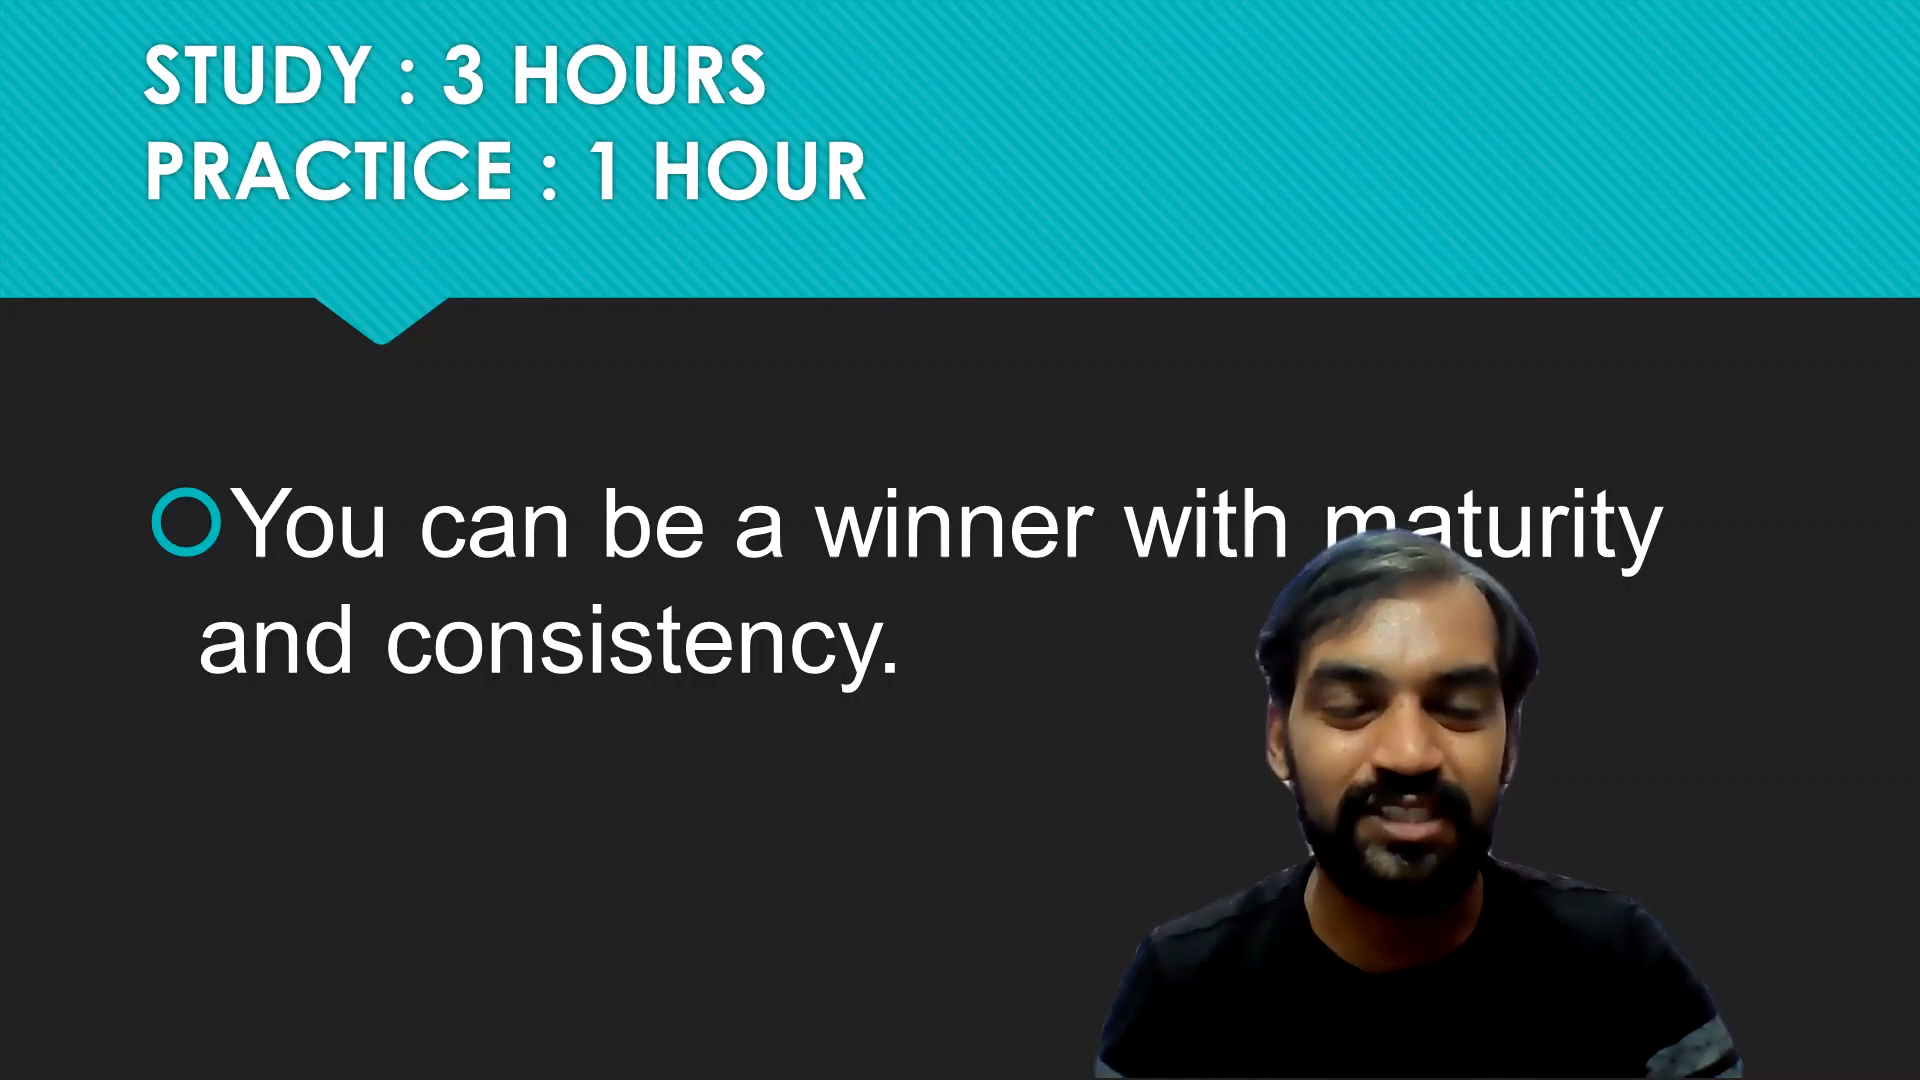 STUDY : 3 HOURS
PRACTICE : 1 HOUR
You can be a winner with maturity
and consistency.